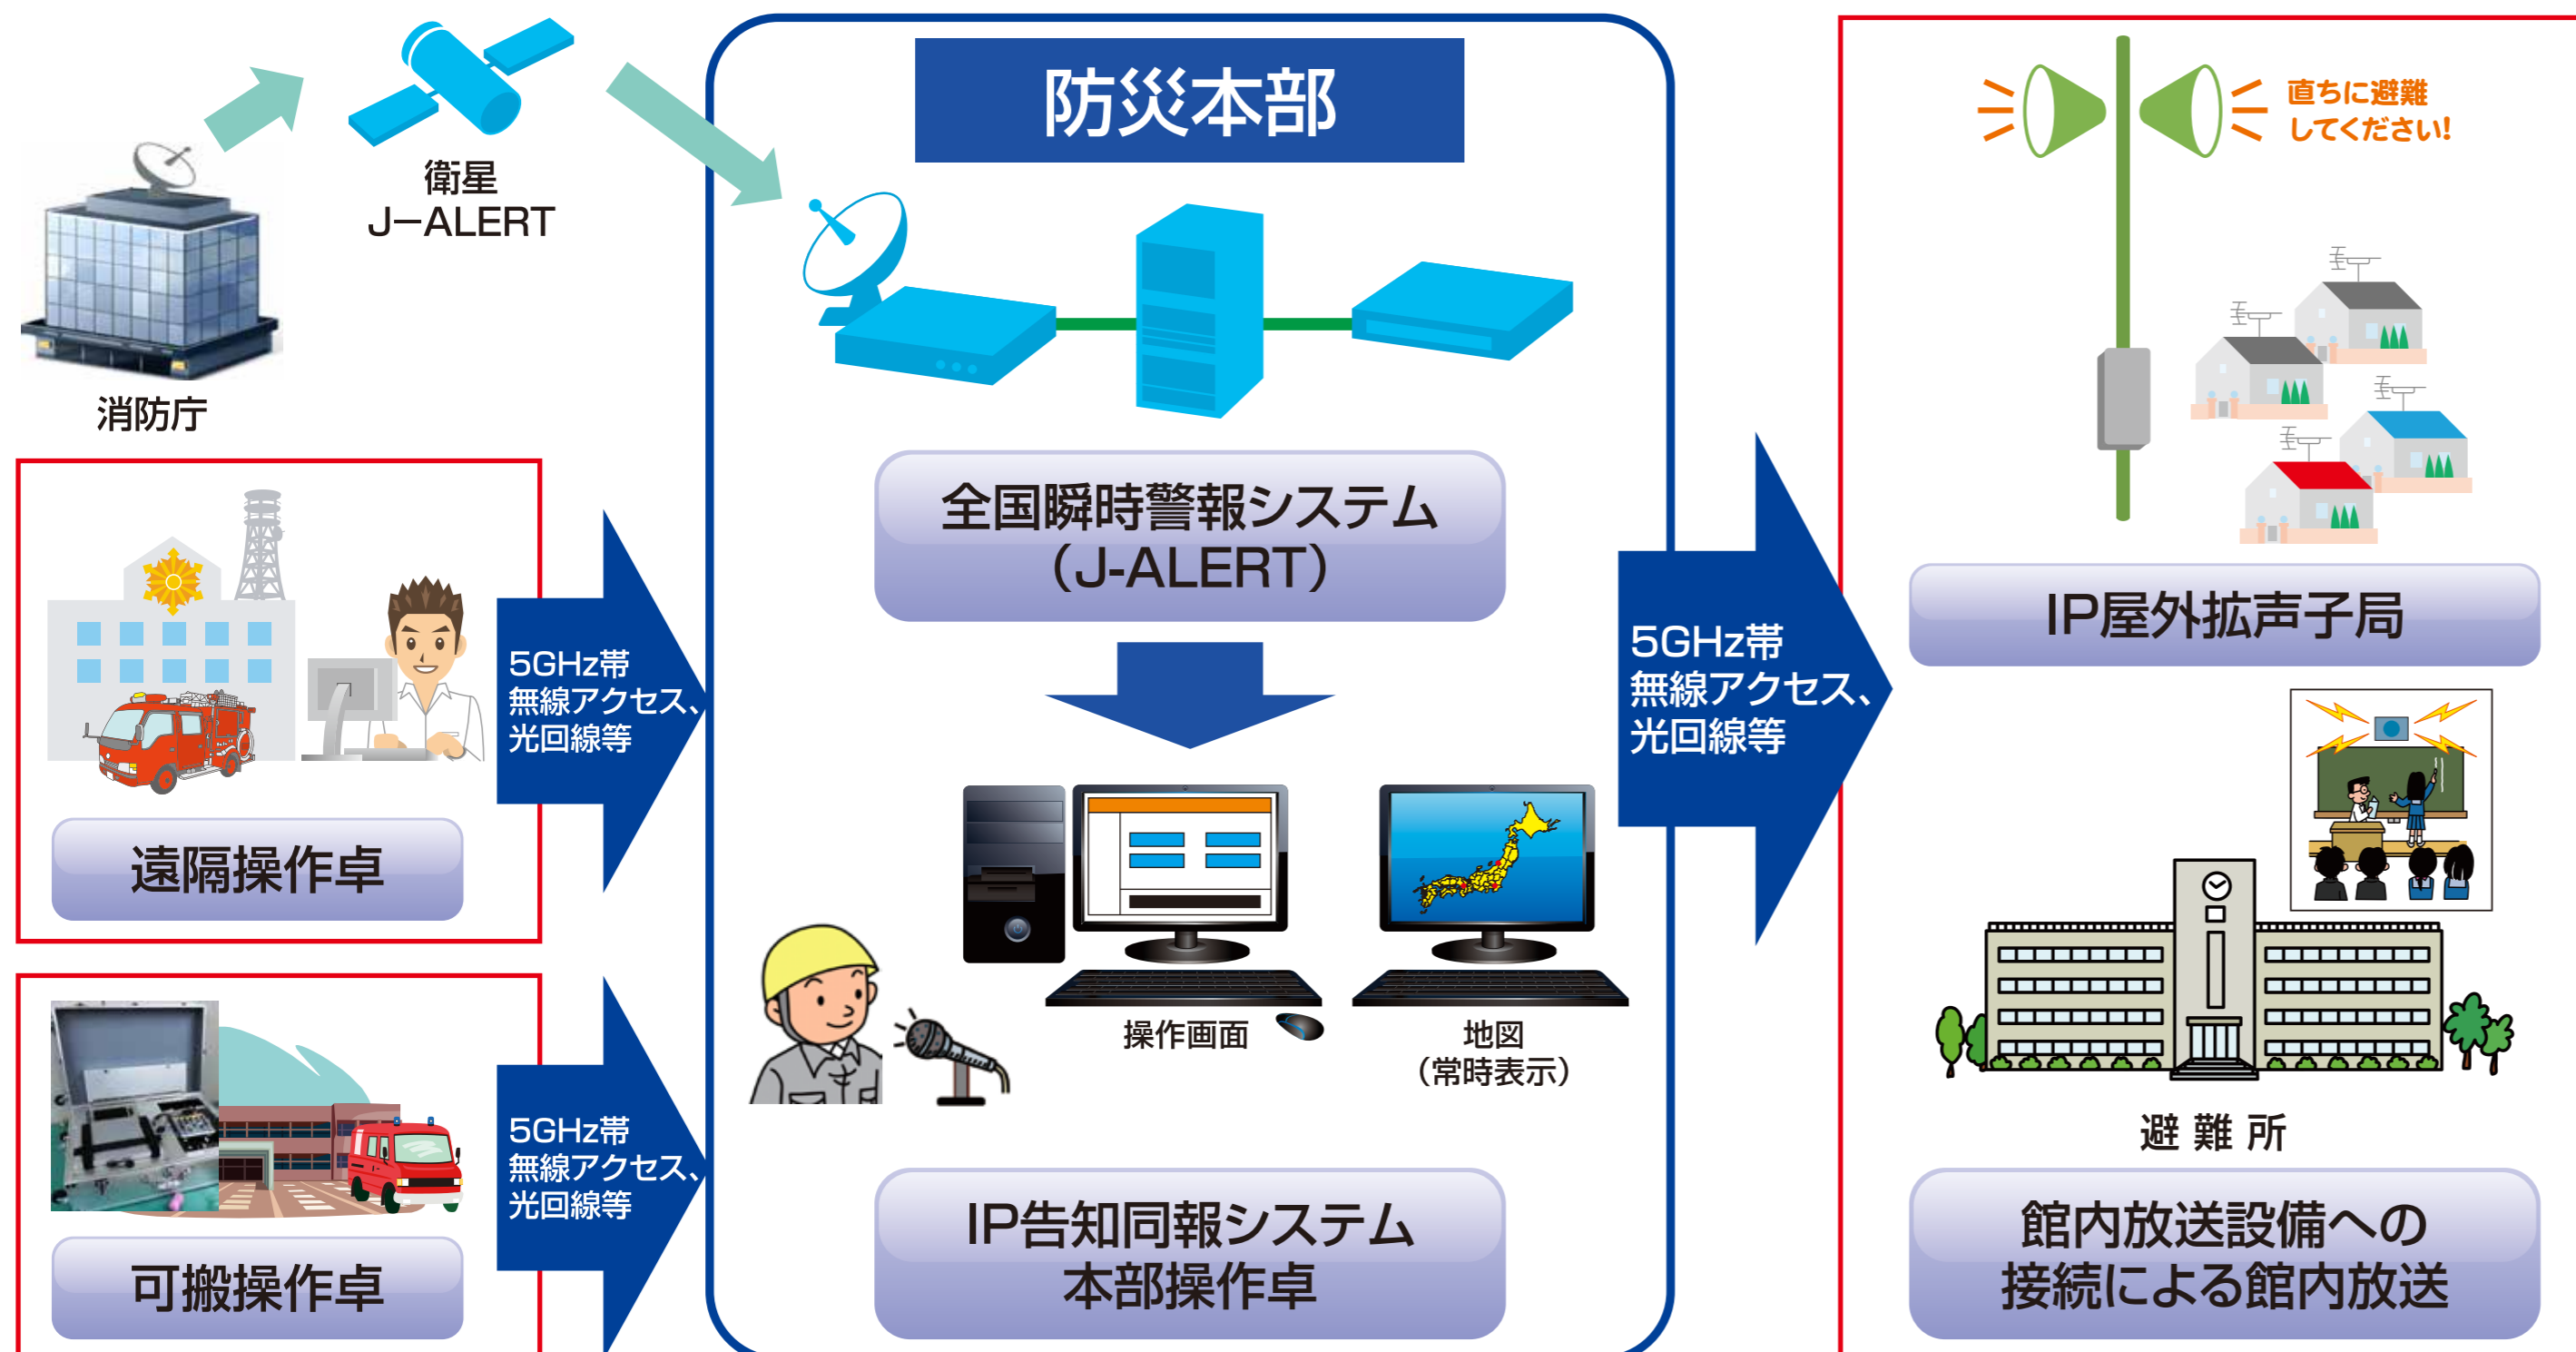 消防庁
衛星
J−ALERT
遠隔操作卓
5GHz帯
無線アクセス、
光回線等
可搬操作卓
5GHz帯
無線アクセス、
光回線等
防災本部
全国瞬時警報システム
（J-ALERT）
操作画面
地図
（常時表示）
IP告知同報システム
本部操作卓
5GHz帯
無線アクセス、
光回線等
直ちに避難
してください!
IP屋外拡声子局
避難所
館内放送設備への
接続による館内放送